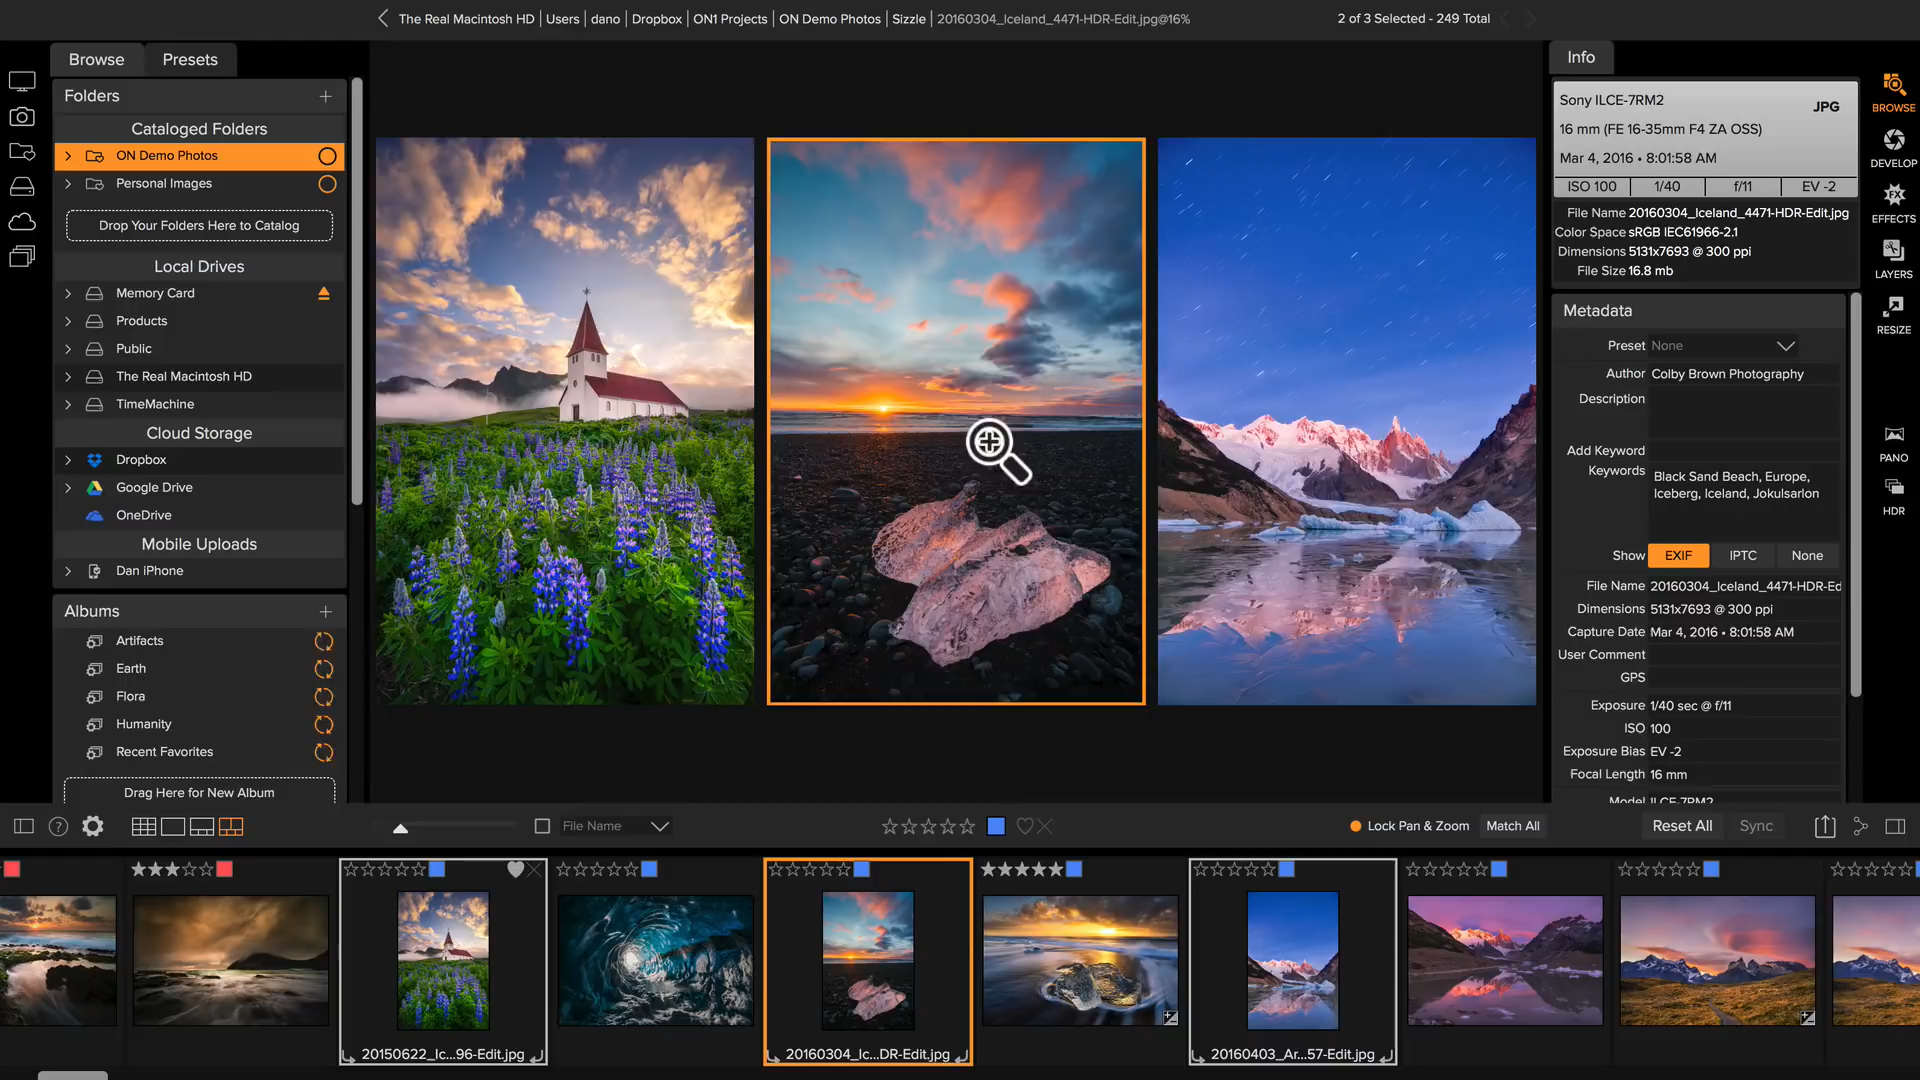 The Real Macintosh HD | Users | dano | Dropbox | ON1 Projects | ON Demo Photos | Sizzle | 20160304_Iceland_4471-HDR-Edit.jpg@16%
2 of 3 Selected - 249 Total
Browse
Presets
Folders
Cataloged Folders
ON Demo Photos
Personal Images
Drop Your Folders Here to Catalog
Local Drives
Memory Card
Products
Public
The Real Macintosh HD
TimeMachine
Cloud Storage
Dropbox
Google Drive
OneDrive
Mobile Uploads
Dan iPhone
Albums
Artifacts
Earth
Flora
Humanity
Recent Favorites
Drag Here for New Album
Info
Sony ILCE-7RM2
JPG
16 mm (FE 16-35mm F4 ZA OSS)
Mar 4, 2016 • 8:01:58 AM
ISO 100 1/40 f/11 EV -2
File Name 20160304_Iceland_4471-HDR-Edit.jpg
Color Space sRGB IEC61966-2.1
Dimensions 5131x7693 @ 300 ppi
File Size 16.8 mb
Metadata
Preset None
Author Colby Brown Photography
Description
Add Keyword
Keywords Black Sand Beach, Europe,
Iceberg, Iceland, Jokulsarlon
Show EXIF IPTC None
File Name 20160304_Iceland_4471-HDR-Ed
Dimensions 5131x7693 @ 300 ppi
Capture Date Mar 4, 2016 • 8:01:58 AM
User Comment
GPS
Exposure 1/40 sec @ f/11
ISO 100
Exposure Bias EV -2
Focal Length 16 mm
Model ILCE-7RM2
BROWSE
DEVELOP
FX
EFFECTS
LAYERS
RESIZE
PANO
HDR
File Name
Lock Pan & Zoom
Match All
Reset All
Sync
20150622_Ic...96-Edit.jpg
20160304_Ic...DR-Edit.jpg
20160403_Ar...57-Edit.jpg